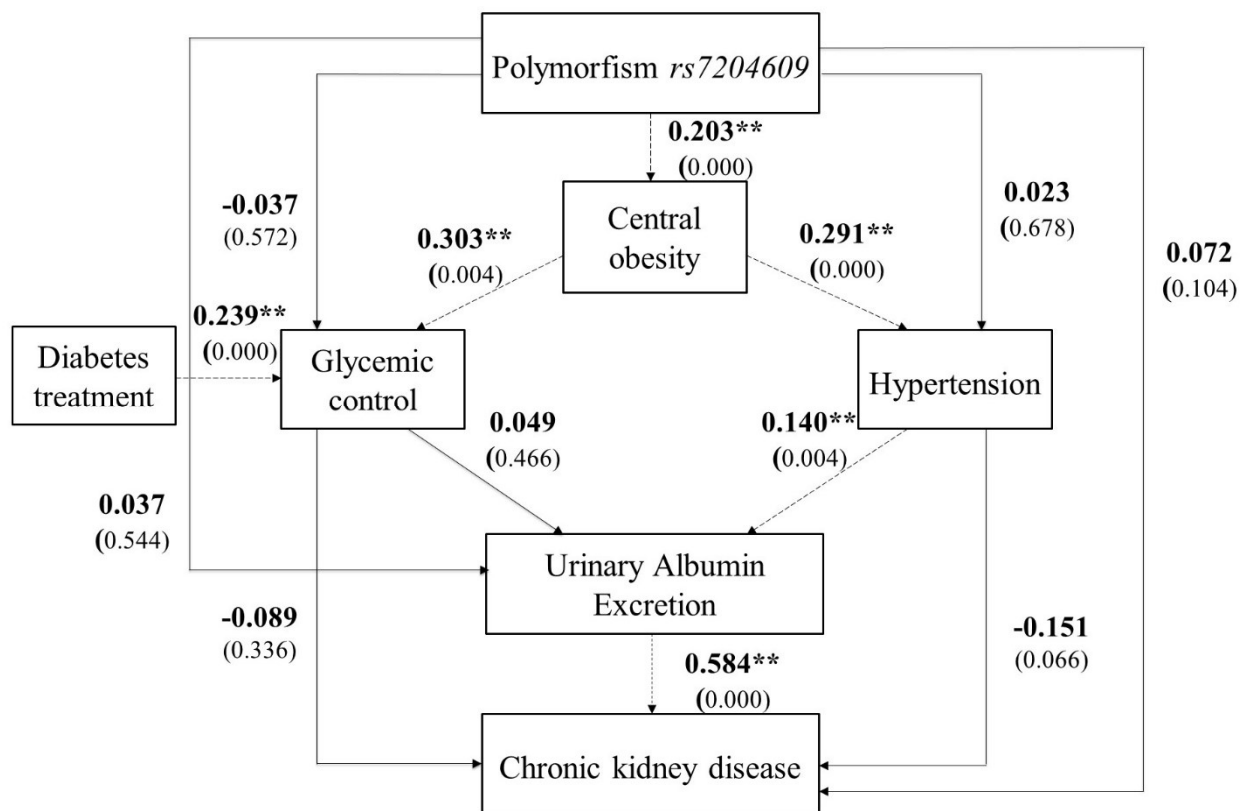 Polymorfism rs7204609
0.203**
(0.000)
Central
obesity
-0.037
(0.572)
0.303**
(0.004)
0.291**
(0.000)
0.023
(0.678)
0.072
(0.104)
Diabetes
treatment
0.239**
(0.000)
Glycemic
control
Hypertension
0.049
(0.466)
0.140**
(0.004)
0.037
(0.544)
Urinary Albumin
Excretion
-0.089
(0.336)
0.584**
(0.000)
-0.151
(0.066)
Chronic kidney disease